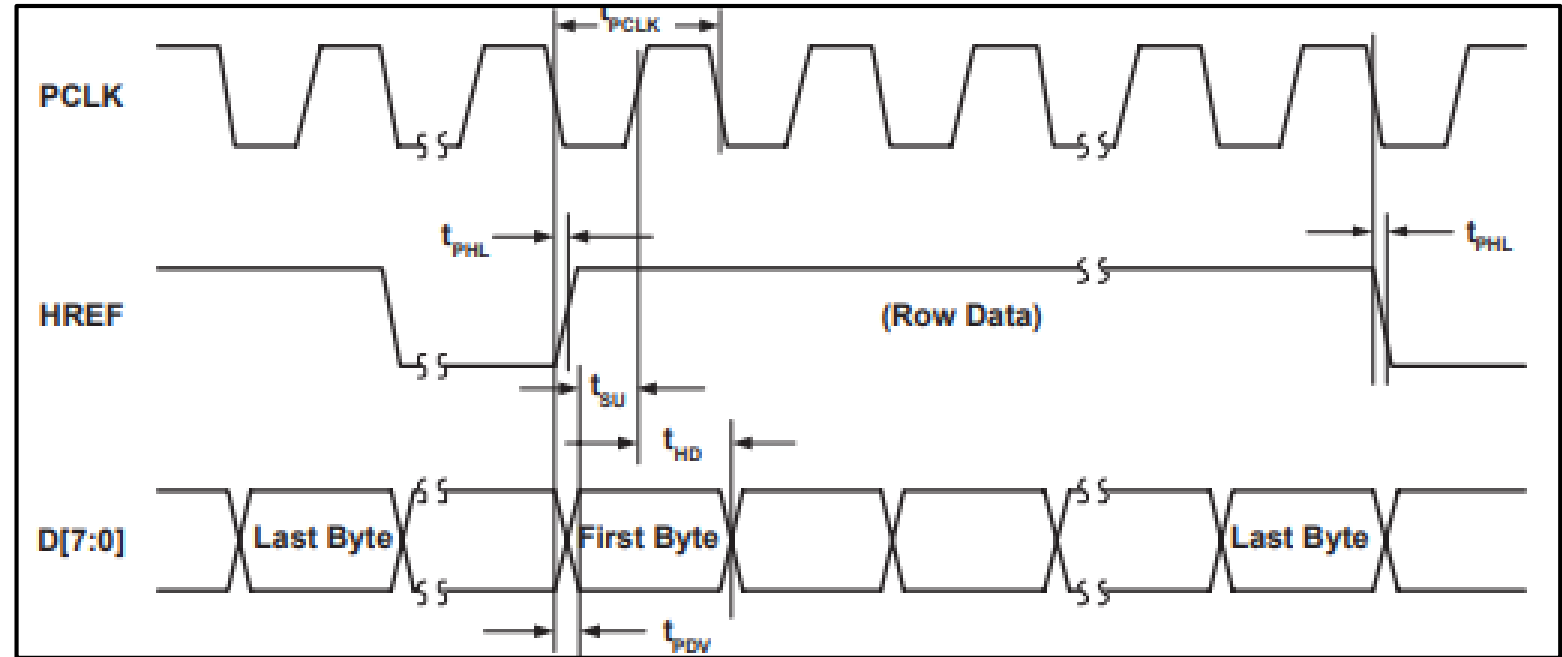 tPCLK
PCLK
tPHL
tPHL
HREF
(Row Data)
tSU
tHD
D[7:0]
Last Byte
First Byte
Last Byte
tPDV